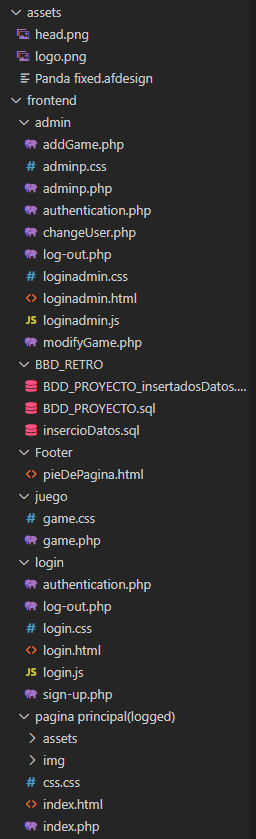 assets
head.png
logo.png
Panda fixed.afdesign
frontend
admin
addGame.php
# adminp.css
adminp.php
authentication.php
changeUser.php
log-out.php
# loginadmin.css
<> loginadmin.html
JS loginadmin.js
modifyGame.php
BBD_RETRO
BDD_PROYECTO_insertadosDatos....
BDD_PROYECTO.sql
insercioDatos.sql
Footer
<> pieDePagina.html
juego
# game.css
game.php
login
authentication.php
log-out.php
# login.css
<> login.html
JS login.js
sign-up.php
pagina principal(logged)
assets
img
# css.css
<> index.html
index.php